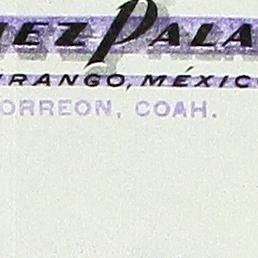 EZ PALA
RANGO, MÉXIC
ORREON, COAH.